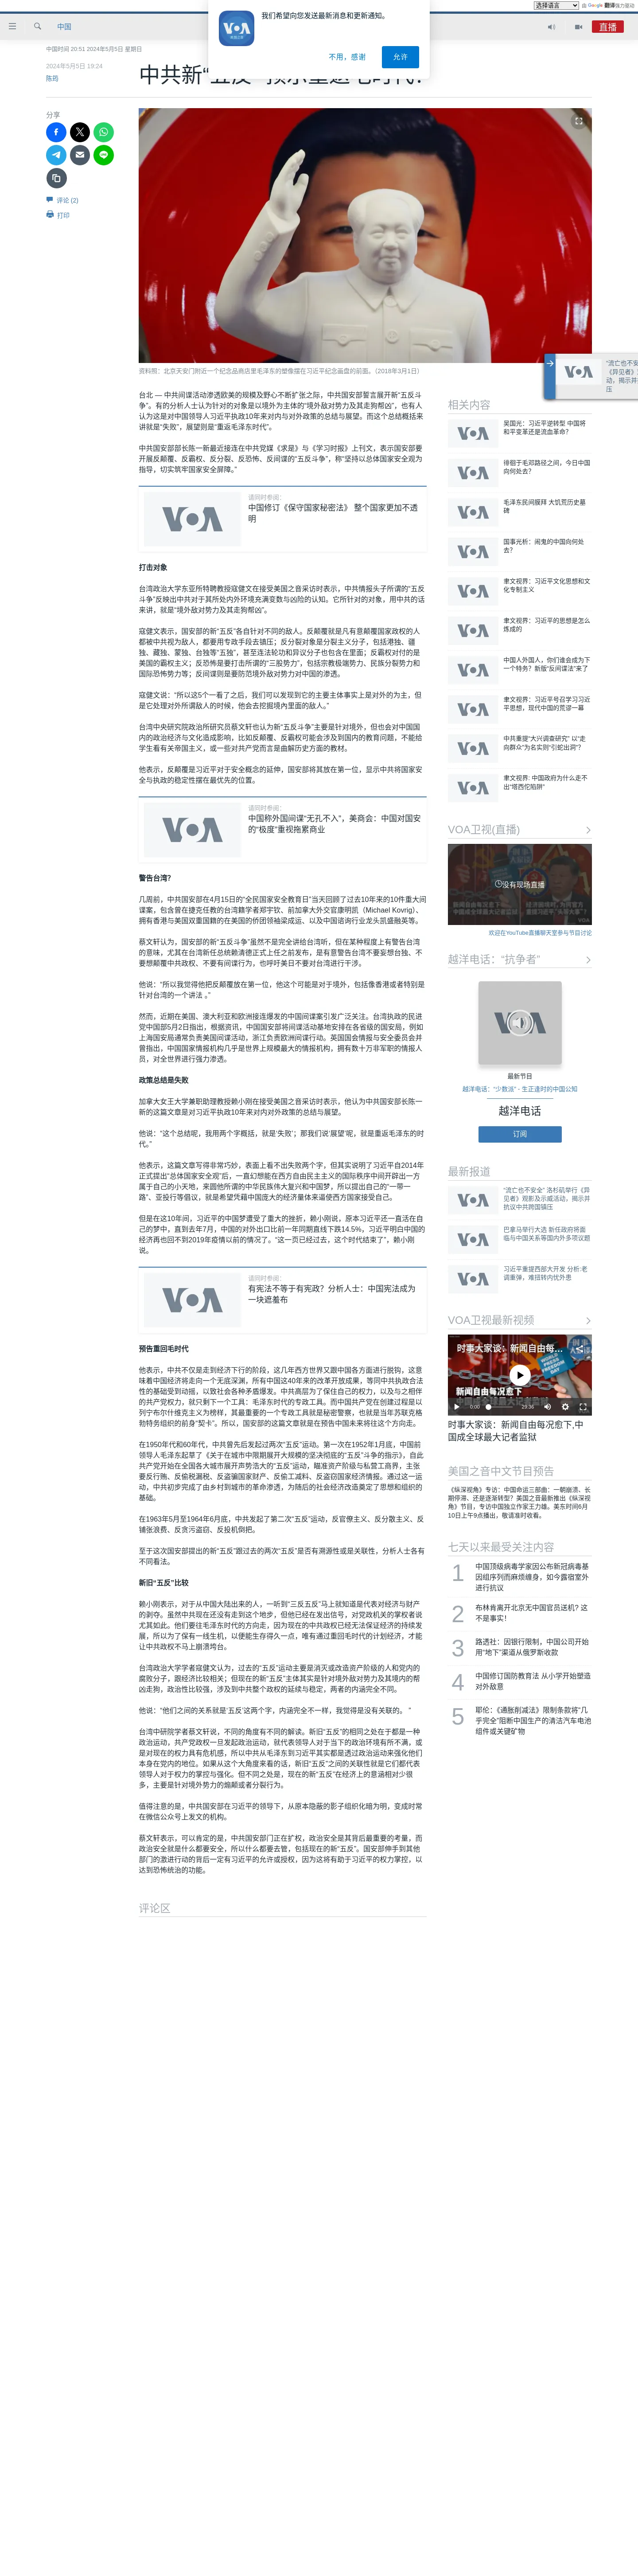 选择语言
由 Google 翻译强力驱动
我们希望向您发送最新消息和更新通知。
不用，感谢
允许
中国
直播
中国时间 20:51 2024年5月5日 星期日
2024年5月5日 19:24
陈筠
分享
评论 (2)
打印
资料照：北京天安门附近一个纪念品商店里毛泽东的塑像摆在习近平纪念画盘的前面。（2018年3月1日）
台北 — 中共间谍活动渗透欧美的规模及野心不断扩张之际，中共国安部誓言展开新“五反斗
争”。有的分析人士认为针对的对象是以境外为主体的“境外敌对势力及其走狗帮凶”，也有人
认为这是对中国领导人习近平执政10年来对内与对外政策的总结与展望。而这个总结概括来
讲就是“失败”，展望则是“重返毛泽东时代”。
中共国安部部长陈一新最近接连在中共党媒《求是》与《学习时报》上刊文，表示国安部要
开展反颠覆、反霸权、反分裂、反恐怖、反间谍的“五反斗争”，称“坚持以总体国家安全观为
指导，切实筑牢国家安全屏障。”
请同时参阅：
中国修订《保守国家秘密法》 整个国家更加不透
明
打击对象
台湾政治大学东亚所特聘教授寇健文在接受美国之音采访时表示，中共情报头子所谓的“五反
斗争”反映出中共对于其所处内外环境充满变数与凶险的认知。它所针对的对象，用中共的话
来讲，就是“境外敌对势力及其走狗帮凶”。
寇健文表示，国安部的新“五反”各自针对不同的敌人。反颠覆就是凡有意颠覆国家政权的人
都被中共视为敌人，都要用专政手段去镇压；反分裂对象是分裂主义分子，包括港独、疆
独、藏独、蒙独、台独等“五独”，甚至连法轮功和异议分子也包含在里面；反霸权对付的是
美国的霸权主义；反恐怖是要打击所谓的“三股势力”，包括宗教极端势力、民族分裂势力和
国际恐怖势力等；反间谍则是要防范境外敌对势力对中国的渗透。
寇健文说：“所以这5个一看了之后，我们可以发现到它的主要主体事实上是对外的为主，但
是它处理对外所谓敌人的时候，他会去挖掘境内里面的敌人。”
台湾中央研究院政治所研究员蔡文轩也认为新“五反斗争”主要是针对境外，但也会对中国国
内的政治经济与文化造成影响，比如反颠覆、反霸权可能会涉及到国内的教育问题，不能给
学生看有关帝国主义，或一些对共产党而言是曲解历史方面的教材。
他表示，反颠覆是习近平对于安全概念的延伸，国安部将其放在第一位，显示中共将国家安
全与执政的稳定性摆在最优先的位置。
请同时参阅：
中国称外国间谍“无孔不入”，美商会：中国对国安
的“极度”重视拖累商业
警告台湾？
几周前，中共国安部在4月15日的“全民国家安全教育日”当天回顾了过去10年来的10件重大间
谍案，包含曾在捷克任教的台湾籍学者郑宇钦、前加拿大外交官康明凯（Michael Kovrig）、
拥有香港与美国双重国籍的在美国的侨团领袖梁成运、以及中国咨询行业龙头凯盛融英等。
蔡文轩认为，国安部的新“五反斗争”虽然不是完全讲给台湾听，但在某种程度上有警告台湾
的意味，尤其在台湾新任总统赖清德正式上任之前发布，是有意警告台湾不要妄想台独、不
要想颠覆中共政权、不要有间谍行为，也呼吁美日不要对台湾进行干涉。
他说：“所以我觉得他把反颠覆放在第一位，他这个可能是对于境外，包括像香港或者特别是
针对台湾的一个讲法 。”
然而，近期在美国、澳大利亚和欧洲接连爆发的中国间谍案引发广泛关注。台湾执政的民进
党中国部5月2日指出，根据资讯，中国国安部将间谍活动基地安排在各省级的国安局，例如
上海国安局通常负责美国间谍活动，浙江负责欧洲间谍行动。英国国会情报与安全委员会并
曾指出，中国国家情报机构几乎是世界上规模最大的情报机构，拥有数十万非军职的情报人
员，对全世界进行强力渗透。
政策总结是失败
加拿大女王大学兼职助理教授赖小刚在接受美国之音采访时表示，他认为中共国安部长陈一
新的这篇文章是对习近平执政10年来对内对外政策的总结与展望。
他说：“这个总结呢，我用两个字概括，就是‘失败’；那我们说‘展望’呢，就是重返毛泽东的时
代。”
他表示，这篇文章写得非常巧妙，表面上看不出失败两个字，但其实说明了习近平自2014年
正式提出“总体国家安全观”后，一直幻想能在西方自由民主主义的国际秩序中间开辟出一方
属于自己的小天地，来圆他所谓的中华民族伟大复兴和中国梦，所以提出自己的“一带一
路”、亚投行等倡议，就是希望凭藉中国庞大的经济量体来逼使西方国家接受自己。
但是在这10年间，习近平的中国梦遭受了重大的挫折，赖小刚说，原本习近平还一直活在自
己的梦中，直到去年7月，中国的对外出口比前一年同期直线下跌14.5%，习近平才明白中国的
经济再也回不到2019年疫情以前的情况了。“这一页已经过去，这个时代结束了”，赖小刚
说。
请同时参阅：
有宪法不等于有宪政？分析人士：中国宪法成为
一块遮羞布
预告重回毛时代
他表示，中共不仅是走到经济下行的阶段，这几年西方世界又跟中国各方面进行脱钩，这意
味着中国经济将走向一个无底深渊，所有中国这40年来的改革开放成果，等同中共执政合法
性的基础受到动摇，以致社会各种矛盾爆发。中共高层为了保住自己的权力，以及与之相伴
的共产党权力，就只剩下一个工具：毛泽东时代的专政工具。而中国共产党在创建过程是以
列宁布尔什维克主义为榜样，其最重要的一个专政工具就是秘密警察，也就是当年苏联克格
勃特务组织的前身“契卡”。所以，国安部的这篇文章就是在预告中国未来将往这个方向走。
在1950年代和60年代，中共曾先后发起过两次“五反”运动。第一次在1952年1月底，中国前
领导人毛泽东起草了《关于在城市中限期展开大规模的坚决彻底的“五反”斗争的指示》，自此
共产党开始在全国各大城市展开声势浩大的“五反”运动，瞄准资产阶级与私营工商界，主张
要反行贿、反偷税漏税、反盗骗国家财产、反偷工减料、反盗窃国家经济情报。通过这一运
动，中共初步完成了由乡村到城市的革命渗透，为随后的社会经济改造奠定了思想和组织的
基础。
在1963年5月至1964年6月底，中共发起了第二次“五反”运动，反官僚主义、反分散主义、反
铺张浪费、反贪污盗窃、反投机倒把。
至于这次国安部提出的新“五反”跟过去的两次“五反”是否有溯源性或是关联性，分析人士各有
不同看法。
新旧“五反”比较
赖小刚表示，对于从中国大陆出来的人，一听到“三反五反”马上就知道是代表对经济与财产
的剥夺。虽然中共现在还没有走到这个地步，但他已经在发出信号，对党政机关的掌权者说
尤其如此。他们要往毛泽东时代的方向走，因为现在的中共政权已经无法保证经济的持续发
展，所以为了保有一线生机，以便能生存得久一点，唯有通过重回毛时代的计划经济，才能
让中共政权不马上崩溃垮台。
台湾政治大学学者寇健文认为，过去的“五反”运动主要是消灭或改造资产阶级的人和党内的
腐败分子，跟经济比较相关；但现在的新“五反”主体其实是针对境外敌对势力及其境内的帮
凶走狗，政治性比较强，涉及到中共整个政权的延续与稳定，两者的内涵完全不同。
他说：“他们之间的关系就是‘五反’这两个字，内涵完全不一样，我觉得是没有关联的。 ”
台湾中研院学者蔡文轩说，不同的角度有不同的解读。新旧“五反”的相同之处在于都是一种
政治运动，共产党政权一旦发起政治运动，就代表领导人对于当下的政治环境有所不满，或
是对现在的权力具有危机感，所以中共从毛泽东到习近平其实都是透过政治运动来强化他们
本身在党内的地位。如果从这个大角度来看的话，新旧“五反”之间的关联性就是它们都代表
领导人对于权力的掌控与强化。但不同之处是，现在的新“五反”在经济上的意涵相对少很
多，主要是针对境外势力的煽颠或者分裂行为。
值得注意的是，中共国安部在习近平的领导下，从原本隐蔽的影子组织化暗为明，变成时常
在微信公众号上发文的机构。
蔡文轩表示，可以肯定的是，中共国安部门正在扩权，政治安全是其背后最重要的考量，而
政治安全就是什么都要安全，所以什么都要去管，包括现在的新“五反”。国安部伸手到其他
部门的激进行动的背后一定有习近平的允许或授权，因为这将有助于习近平的权力掌控，以
达到恐怖统治的功能。
评论区
相关内容
吴国光：习近平逆转型 中国将
和平变革还是流血革命？
徘徊于毛邓路径之间，今日中国
向何处去？
毛泽东民间膜拜 大饥荒历史墓
碑
国事光析：闹鬼的中国向何处
去？
聿文视界：习近平文化思想和文
化专制主义
聿文视界：习近平的思想是怎么
炼成的
中国人外国人，你们谁会成为下
一个特务？新版“反间谍法”来了
聿文视界：习近平号召学习习近
平思想，现代中国的荒谬一幕
中共重提“大兴调查研究” 以“走
向群众”为名实则“引蛇出洞”？
聿文视界: 中国政府为什么走不
出“塔西佗陷阱”
VOA卫视(直播)
没有现场直播
欢迎在YouTube直播聊天室参与节目讨论
越洋电话：“抗争者”
最新节目
越洋电话：“少数派” - 生正逢时的中国公知
越洋电话
订阅
最新报道
“流亡也不安全” 洛杉矶举行《异
见者》观影及示威活动，揭示并
抗议中共跨国镇压
巴拿马举行大选 新任政府将面
临与中国关系等国内外多项议题
习近平重提西部大开发 分析:老
调重弹，难扭转内忧外患
VOA卫视最新视频
时事大家谈：新闻自由每...
新闻自由每况愈下
0:00
29:36
时事大家谈：新闻自由每况愈下,中
国成全球最大记者监狱
美国之音中文节目预告
《纵深视角》专访：中国命运三部曲：一朝崩溃、长
期停滞、还是逐渐转型？美国之音最新推出《纵深视
角》节目，专访中国独立作家王力雄。美东时间6月
10日上午9点播出，敬请准时收看。
七天以来最受关注内容
1
中国顶级病毒学家因公布新冠病毒基
因组序列而麻烦缠身，如今露宿室外
进行抗议
2
布林肯离开北京无中国官员送机? 这
不是事实!
3
路透社：因银行限制，中国公司开始
用“地下”渠道从俄罗斯收款
4
中国修订国防教育法 从小学开始塑造
对外敌意
5
耶伦：《通胀削减法》限制条款将“几
乎完全”阻断中国生产的清洁汽车电池
组件或关键矿物